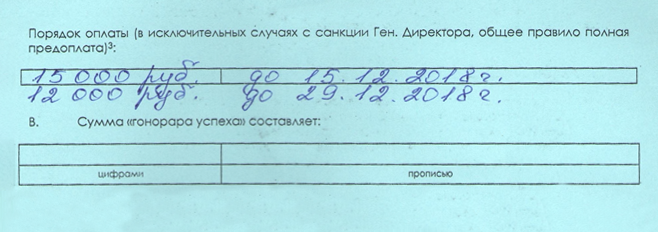 Порядок оплаты (в исключительных случаях с санкции Ген. Директора, общее правило полная
предоплата)³:
15 000 руб. до 15.12.2018г.
12 000 руб. до 29.12.2018г.
В. Сумма «гонорара успеха» составляет:
цифрами прописью